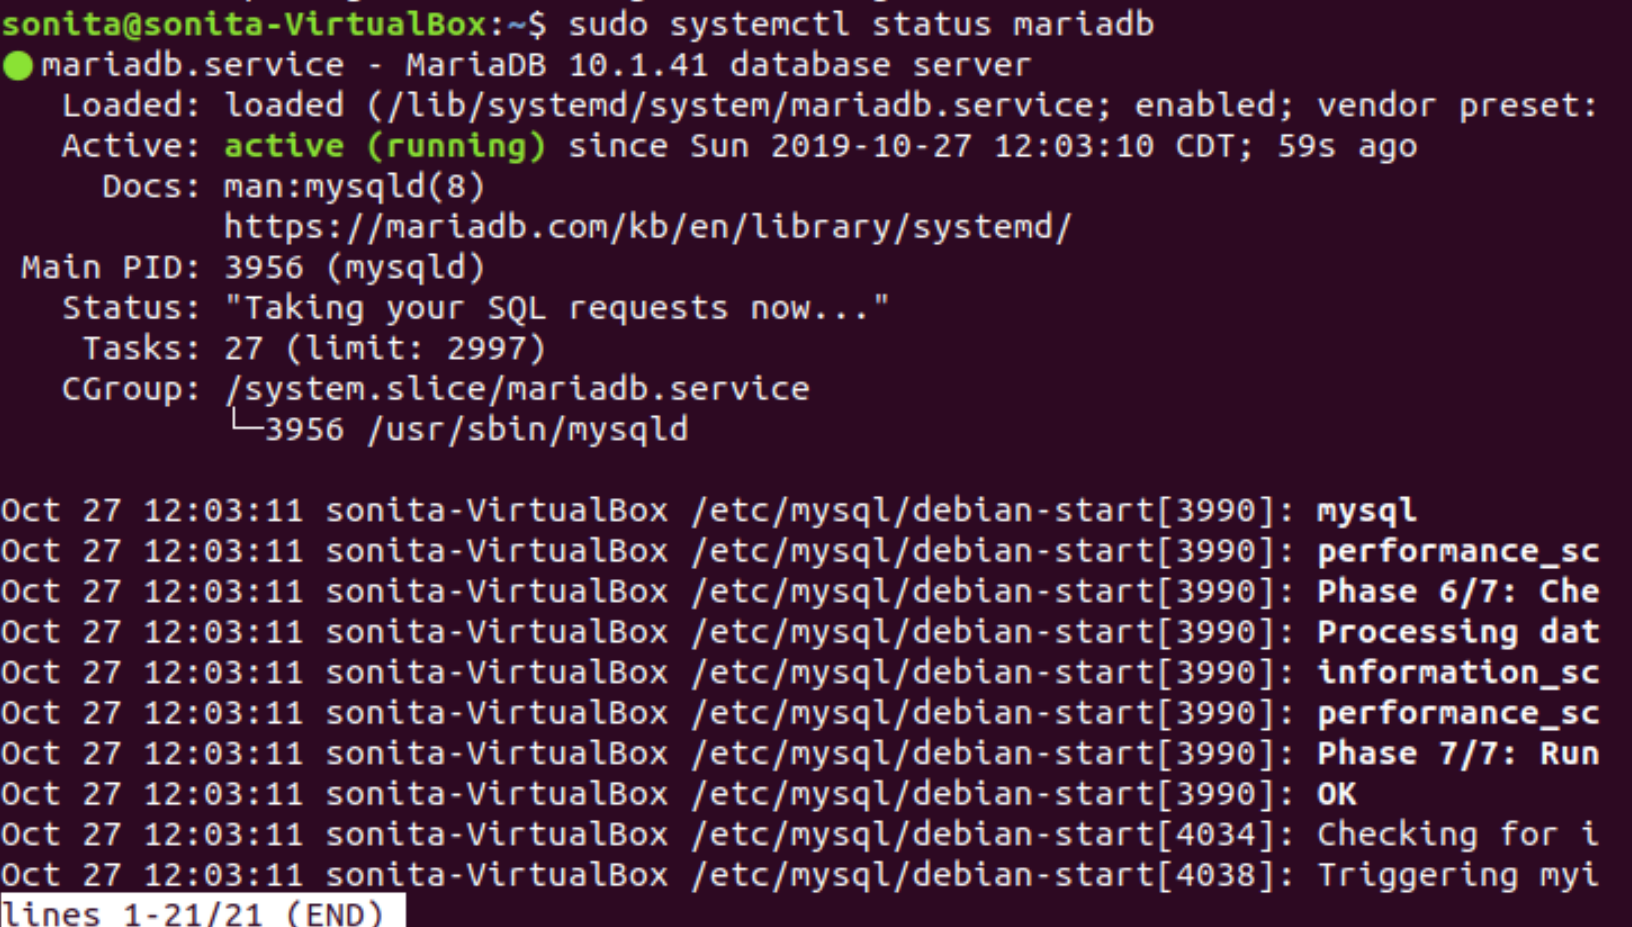 sonita@sonita-VirtualBox:~$ sudo systemctl status mariadb
● mariadb.service - MariaDB 10.1.41 database server
   Loaded: loaded (/lib/systemd/system/mariadb.service; enabled; vendor preset:
   Active: active (running) since Sun 2019-10-27 12:03:10 CDT; 59s ago
     Docs: man:mysqld(8)
           https://mariadb.com/kb/en/library/systemd/
 Main PID: 3956 (mysqld)
   Status: "Taking your SQL requests now..."
    Tasks: 27 (limit: 2997)
   CGroup: /system.slice/mariadb.service
           └─3956 /usr/sbin/mysqld
Oct 27 12:03:11 sonita-VirtualBox /etc/mysql/debian-start[3990]: mysql
Oct 27 12:03:11 sonita-VirtualBox /etc/mysql/debian-start[3990]: performance_sc
Oct 27 12:03:11 sonita-VirtualBox /etc/mysql/debian-start[3990]: Phase 6/7: Che
Oct 27 12:03:11 sonita-VirtualBox /etc/mysql/debian-start[3990]: Processing dat
Oct 27 12:03:11 sonita-VirtualBox /etc/mysql/debian-start[3990]: information_sc
Oct 27 12:03:11 sonita-VirtualBox /etc/mysql/debian-start[3990]: performance_sc
Oct 27 12:03:11 sonita-VirtualBox /etc/mysql/debian-start[3990]: Phase 7/7: Run
Oct 27 12:03:11 sonita-VirtualBox /etc/mysql/debian-start[3990]: OK
Oct 27 12:03:11 sonita-VirtualBox /etc/mysql/debian-start[4034]: Checking for i
Oct 27 12:03:11 sonita-VirtualBox /etc/mysql/debian-start[4038]: Triggering myi
lines 1-21/21 (END)